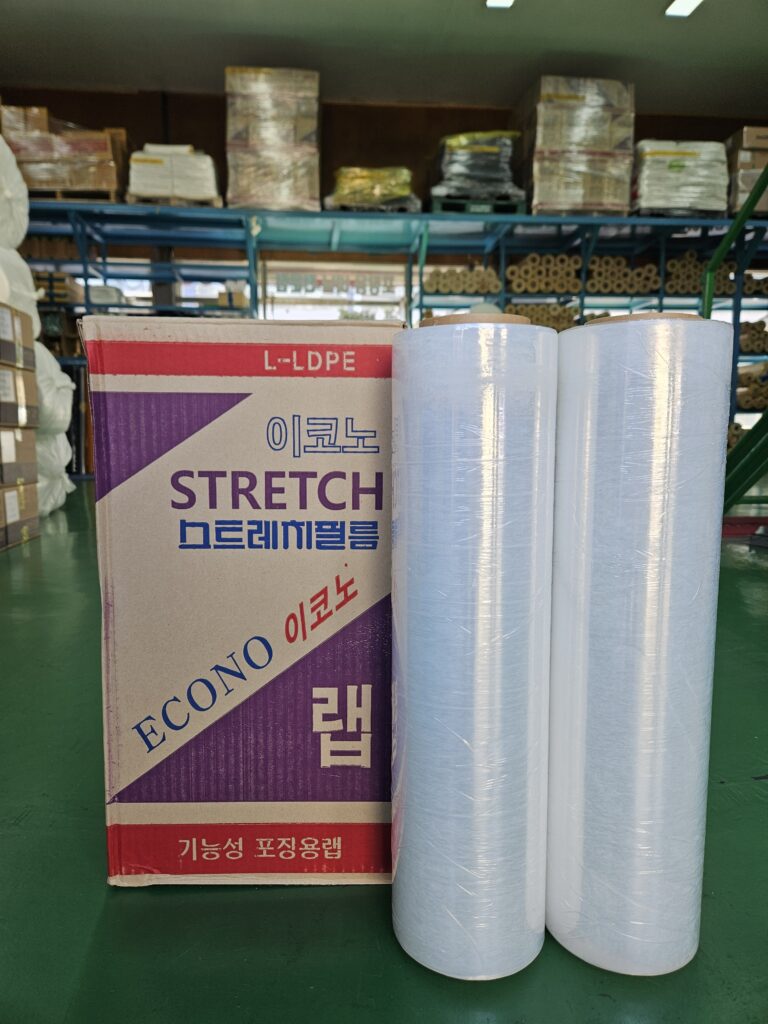 L-LDPE
이코노
STRETCH
스트레치필름
ECONO 이코노
랩
기능성 포징용랩